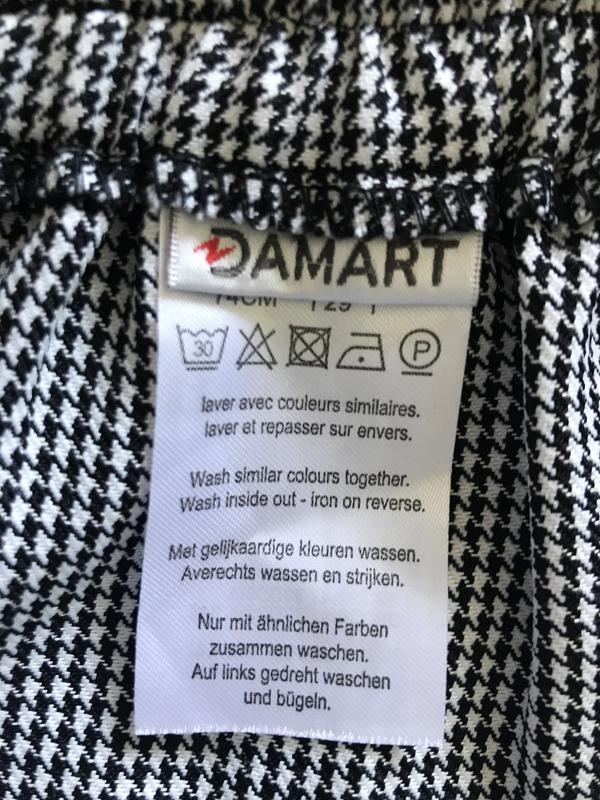 DAMART
74CM
30
P
laver avec couleurs similaires.
laver et repasser sur envers.
Wash similar colours together.
Wash inside out - iron on reverse.
Met gelijkaardige kleuren wassen.
Averechts wassen en strijken.
Nur mit ähnlichen Farben
zusammen waschen.
Auf links gedreht waschen
und bügeln.